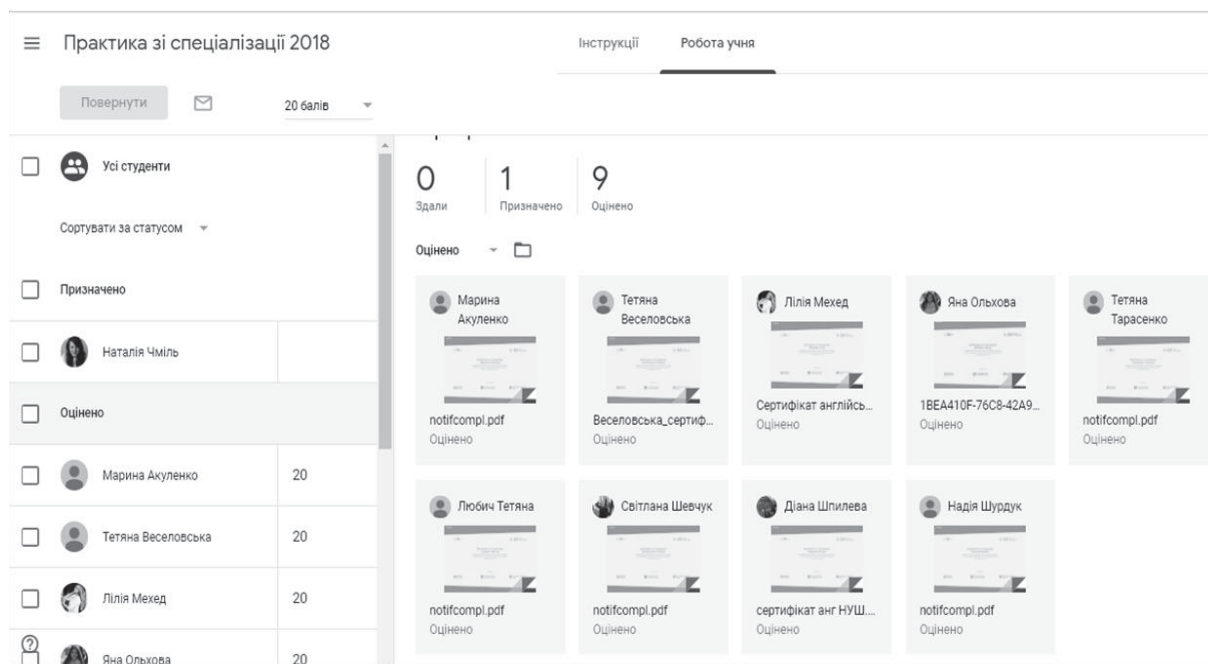 Практика зі спеціалізації 2018
Інструкції
Робота учня
Повернути
20 балів
Усі студенти
Сортувати за статусом
Призначено
Наталія Чміль
Оцінено
Марина Акуленко 20
Тетяна Веселовська 20
Лілія Мехед 20
Яна Ольхова 20
0 1 9
Здали Призначено Оцінено
Оцінено
Марина
Акуленко
notifcompl.pdf
Оцінено
Тетяна
Веселовська
Веселовська_сертиф...
Оцінено
Лілія Мехед
Сертифікат англійсь...
Оцінено
Яна Ольхова
1BEA410F-76C8-42A9...
Оцінено
Тетяна
Тарасенко
notifcompl.pdf
Оцінено
Любич Тетяна
notifcompl.pdf
Оцінено
Світлана Шевчук
notifcompl.pdf
Оцінено
Діана Шпилева
сертифікат анг НУШ....
Оцінено
Надія Шурдук
notifcompl.pdf
Оцінено